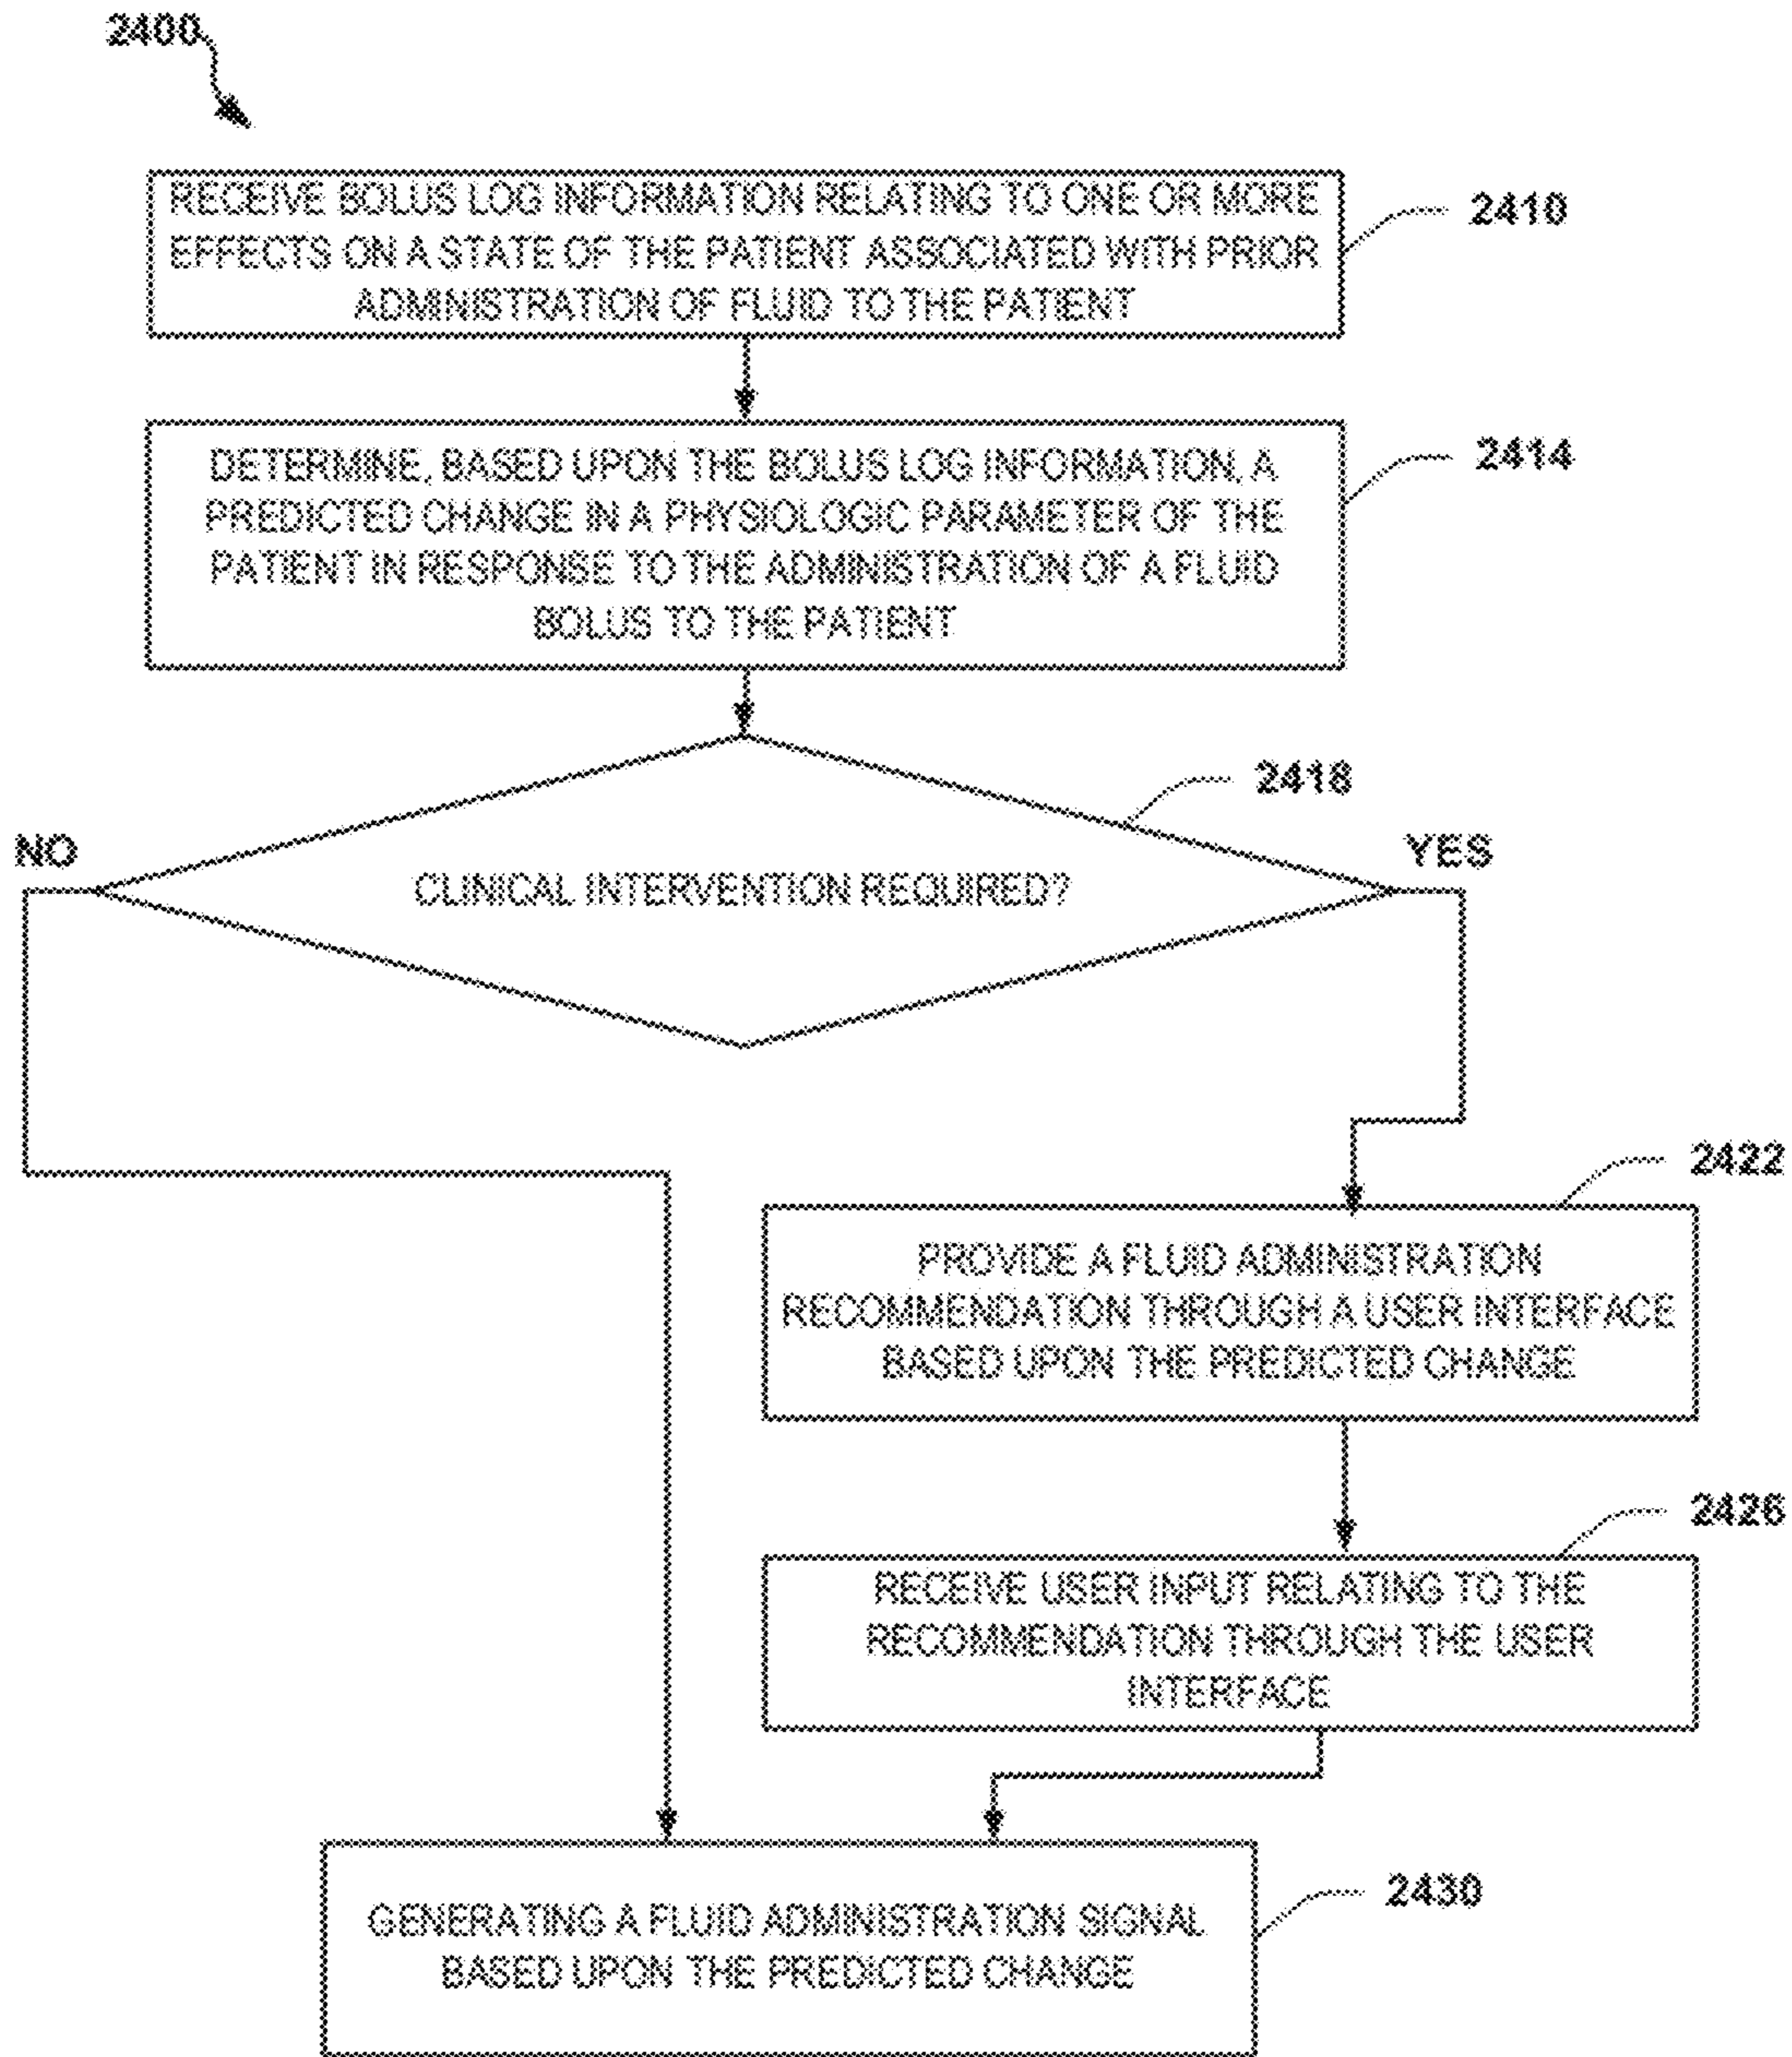 2400
RECEIVE BOLUS LOG INFORMATION RELATING TO ONE OR MORE
EFFECTS ON A STATE OF THE PATIENT ASSOCIATED WITH PRIOR
ADMINISTRATION OF FLUID TO THE PATIENT
2410
DETERMINE, BASED UPON THE BOLUS LOG INFORMATION, A
PREDICTED CHANGE IN A PHYSIOLOGIC PARAMETER OF THE
PATIENT IN RESPONSE TO THE ADMINISTRATION OF A FLUID
BOLUS TO THE PATIENT
2414
2418
NO
YES
CLINICAL INTERVENTION REQUIRED?
2422
PROVIDE A FLUID ADMINISTRATION
RECOMMENDATION THROUGH A USER INTERFACE
BASED UPON THE PREDICTED CHANGE
2426
RECEIVE USER INPUT RELATING TO THE
RECOMMENDATION THROUGH THE USER
INTERFACE
2430
GENERATING A FLUID ADMINISTRATION SIGNAL
BASED UPON THE PREDICTED CHANGE